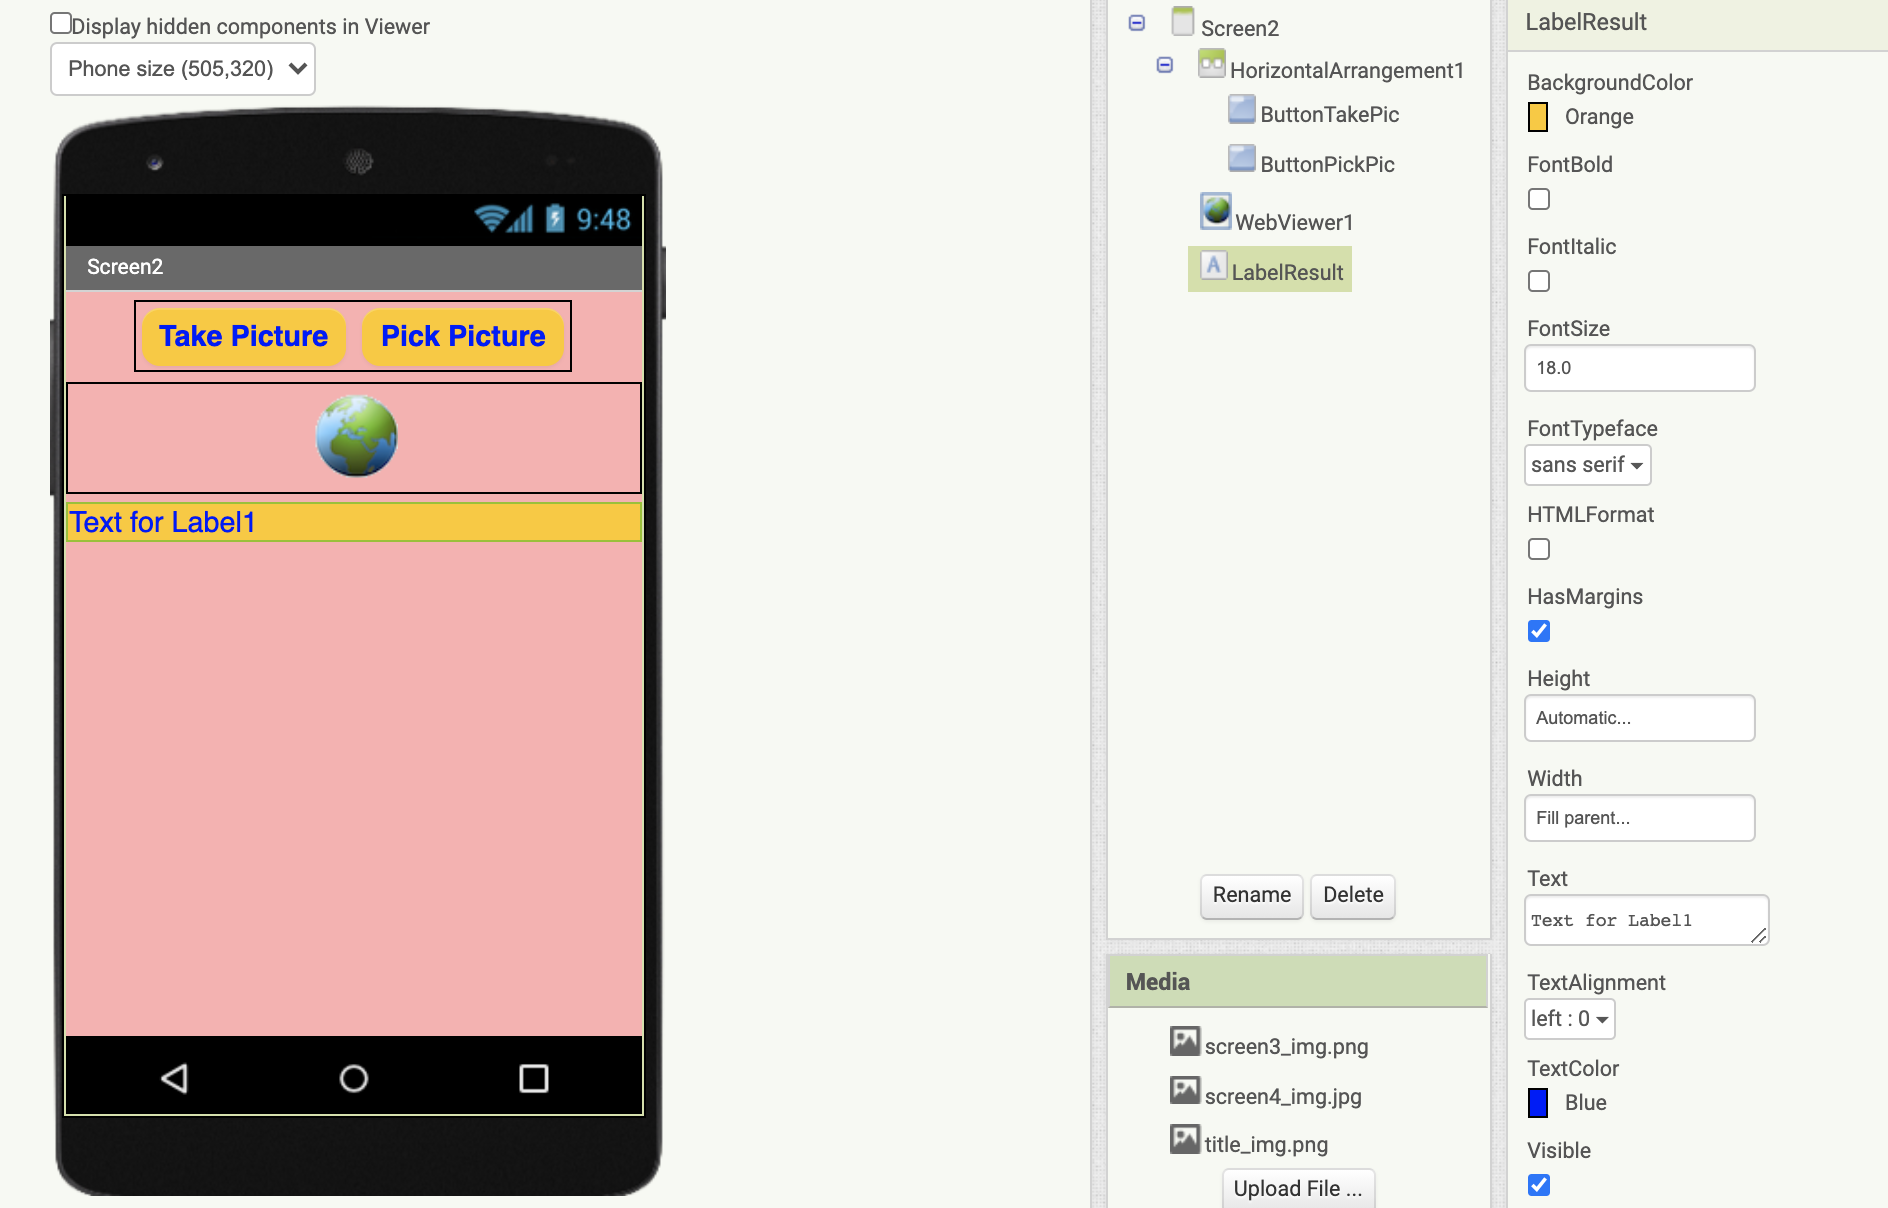 Display hidden components in Viewer
Phone size (505,320)
9:48
Screen2
Take Picture Pick Picture
Text for Label1
Screen2
HorizontalArrangement1
ButtonTakePic
ButtonPickPic
WebViewer1
A LabelResult
Rename Delete
Media
screen3_img.png
screen4_img.jpg
title_img.png
Upload File ...
LabelResult
BackgroundColor
Orange
FontBold
FontItalic
FontSize
18.0
FontTypeface
sans serif
HTMLFormat
HasMargins
Height
Automatic...
Width
Fill parent...
Text
Text for Label1
TextAlignment
left : 0
TextColor
Blue
Visible